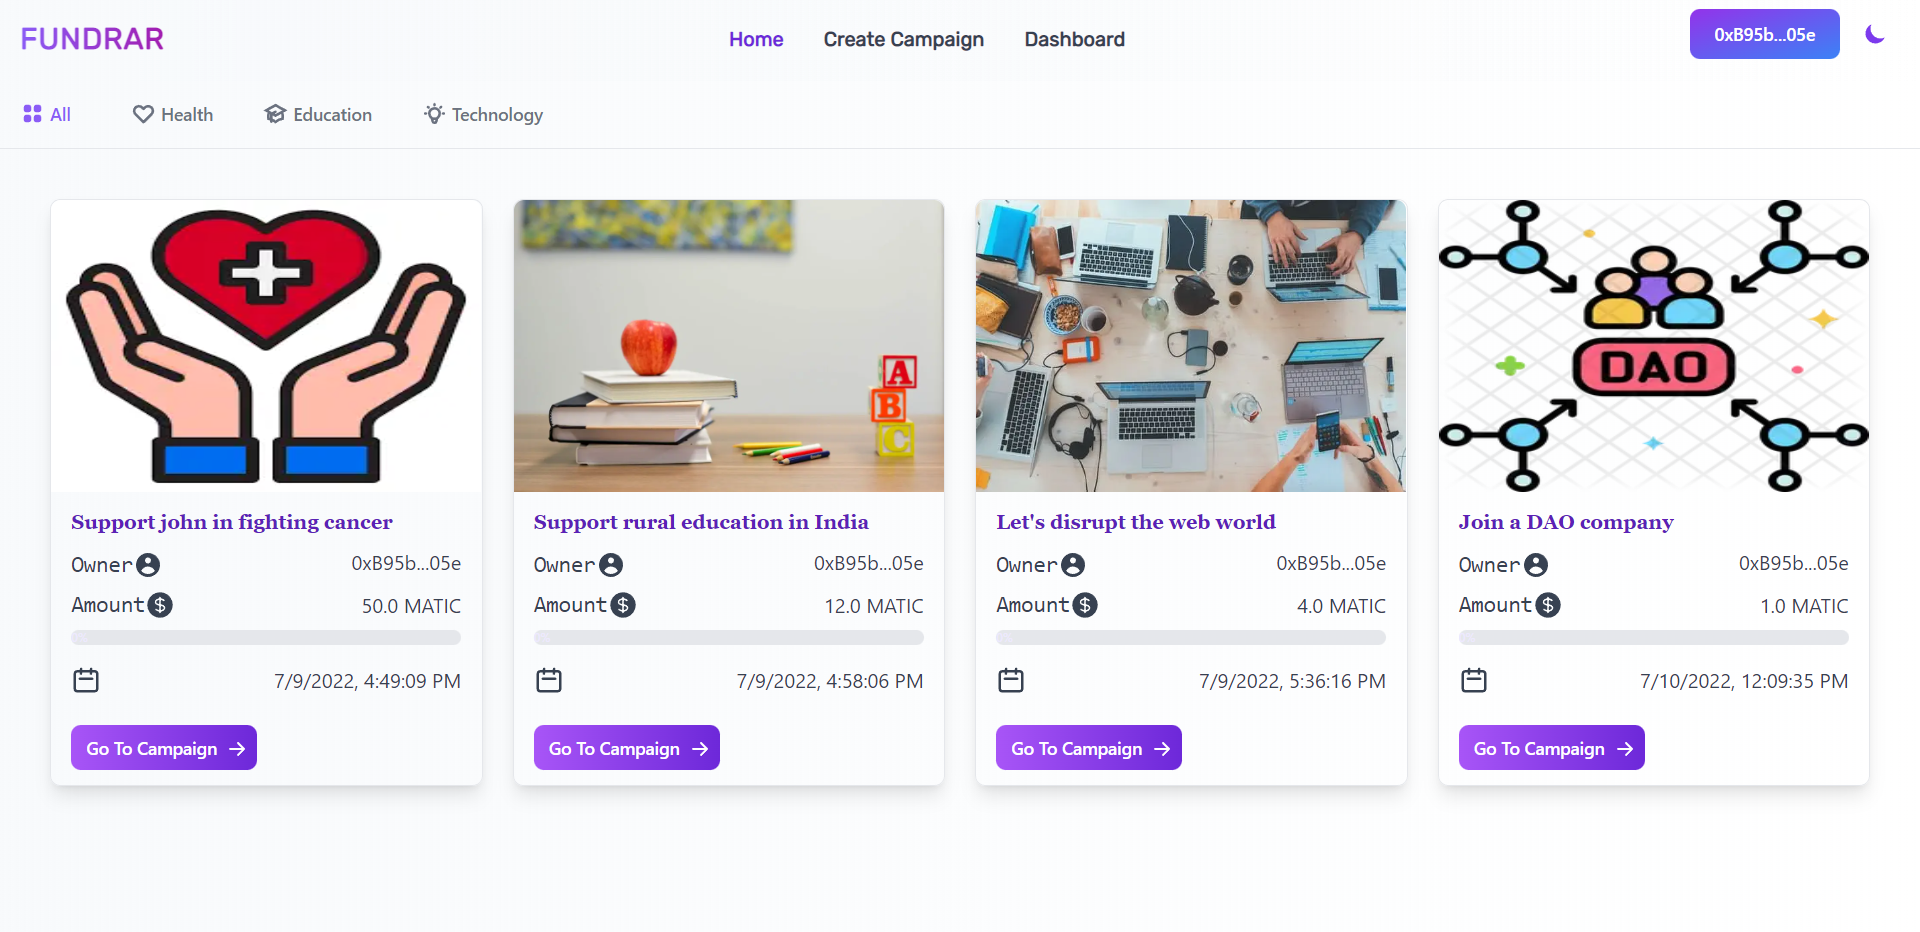 FUNDRAR
Home Create Campaign Dashboard
0xB95b...05e
All Health Education Technology
A
B
C
DAO
Support john in fighting cancer
Owner 0xB95b...05e
Amount $ 50.0 MATIC
7/9/2022, 4:49:09 PM
Go To Campaign →
Support rural education in India
Owner 0xB95b...05e
Amount $ 12.0 MATIC
7/9/2022, 4:58:06 PM
Go To Campaign →
Let's disrupt the web world
Owner 0xB95b...05e
Amount $ 4.0 MATIC
7/9/2022, 5:36:16 PM
Go To Campaign →
Join a DAO company
Owner 0xB95b...05e
Amount $ 1.0 MATIC
7/10/2022, 12:09:35 PM
Go To Campaign →